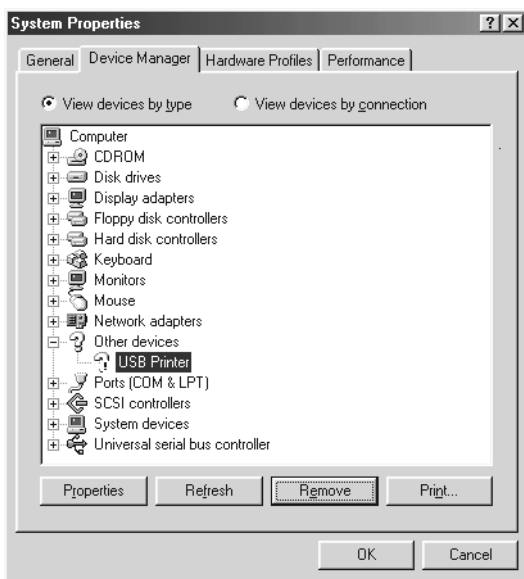 System Properties ? X
General Device Manager Hardware Profiles Performance
View devices by type View devices by connection
Computer
CDROM
Disk drives
Display adapters
Floppy disk controllers
Hard disk controllers
Keyboard
Monitors
Mouse
Network adapters
Other devices
USB Printer
Ports (COM & LPT)
SCSI controllers
System devices
Universal serial bus controller
Properties Refresh Remove Print...
OK Cancel